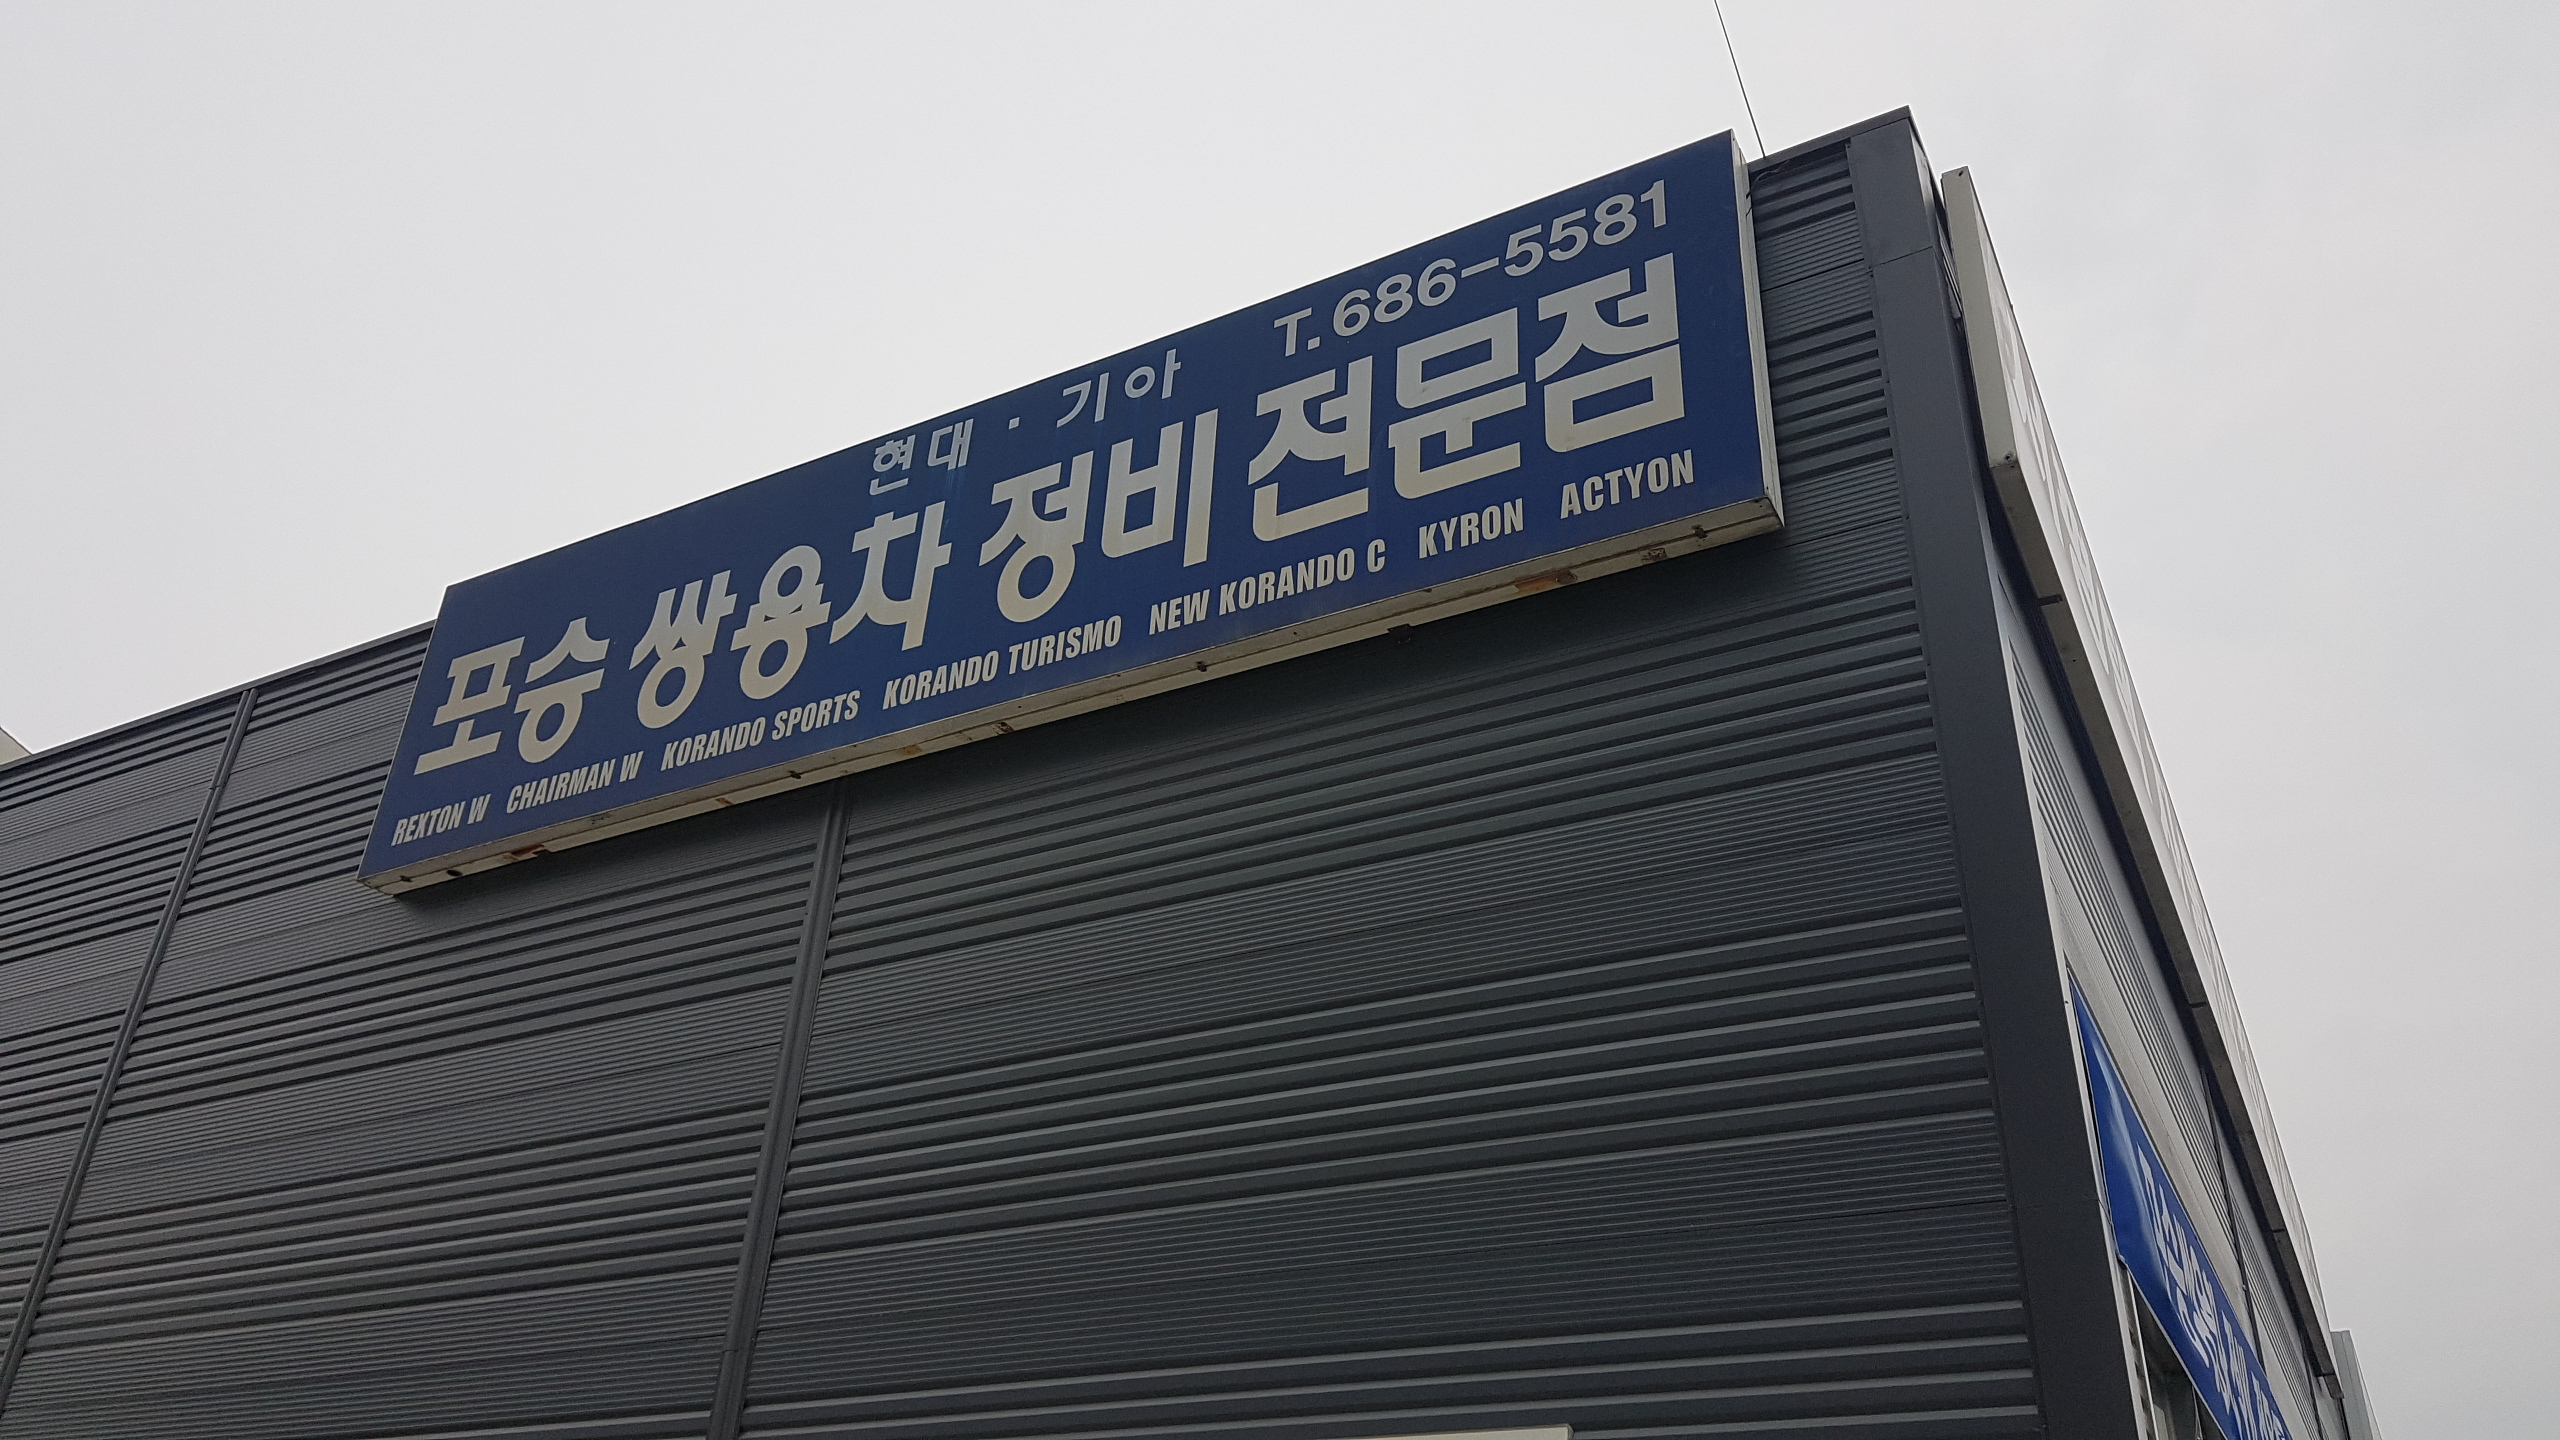 현대 · 기아 T. 686-5581
포승 쌍용차 정비 전문점
REXTON W CHAIRMAN W KORANDO SPORTS KORANDO TURISMO NEW KORANDO C KYRON ACTYON